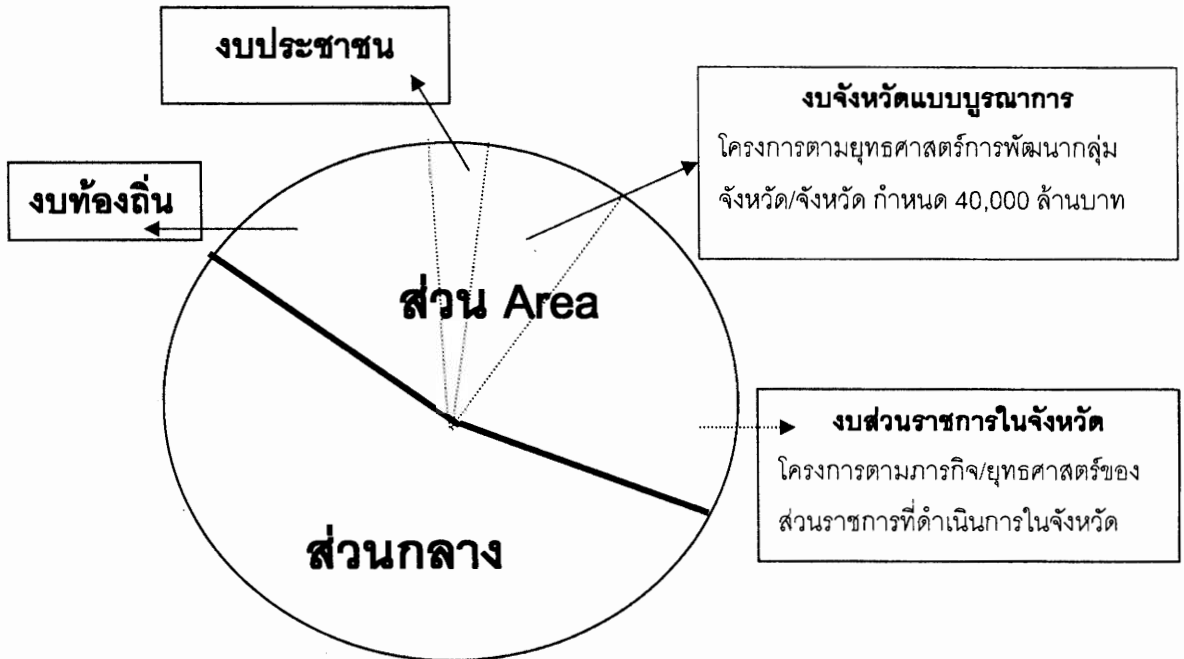 งบประชาชน
งบจังหวัดแบบบูรณาการ
โครงการตามยุทธศาสตร์การพัฒนากลุ่ม
จังหวัด/จังหวัด กำหนด 40,000 ล้านบาท
งบท้องถิ่น
ส่วน Area
งบส่วนราชการในจังหวัด
โครงการตามภารกิจ/ยุทธศาสตร์ของ
ส่วนราชการที่ดำเนินการในจังหวัด
ส่วนกลาง